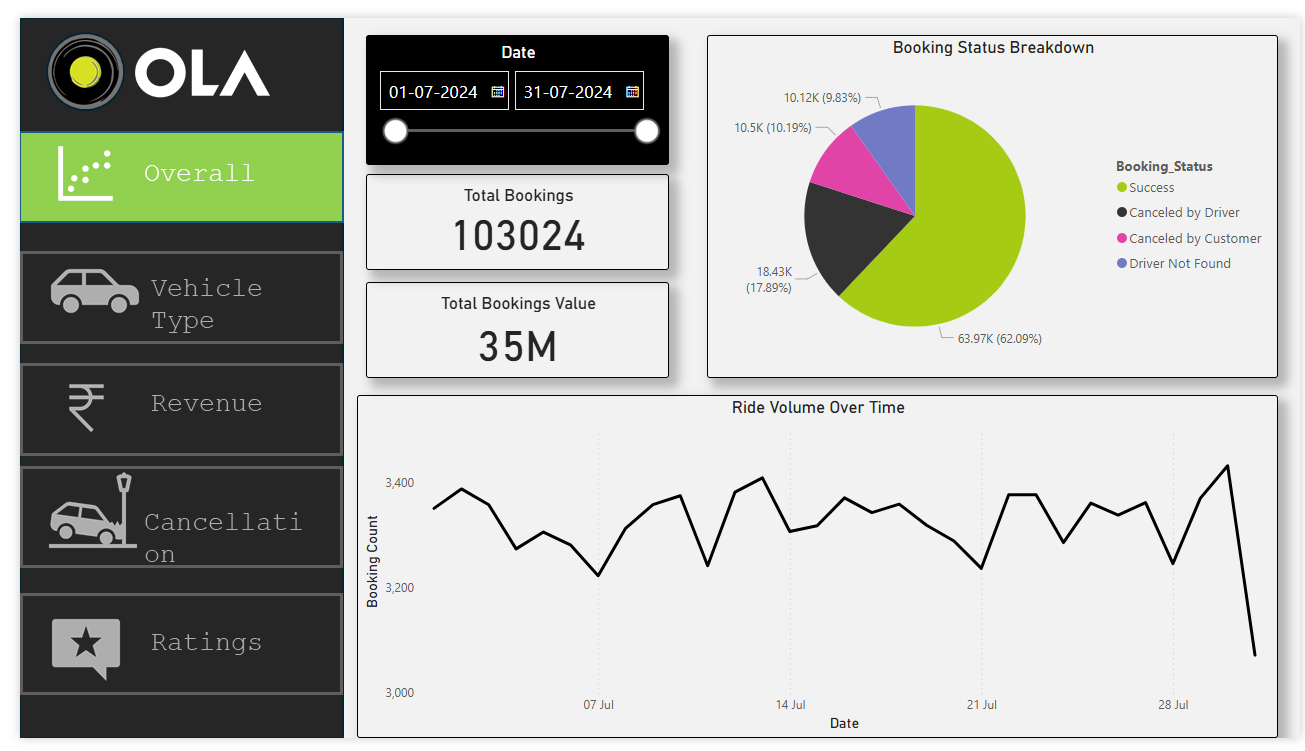 OLA
Overall
Vehicle
Type
Revenue
Cancellati
on
Ratings
Date
01-07-2024 31-07-2024
Total Bookings
103024
Total Bookings Value
35M
Booking Status Breakdown
10.12K (9.83%)
10.5K (10.19%)
18.43K
(17.89%)
63.97K (62.09%)
Booking_Status
Success
Canceled by Driver
Canceled by Customer
Driver Not Found
Ride Volume Over Time
Booking Count
3,400
3,200
3,000
07 Jul 14 Jul 21 Jul 28 Jul
Date